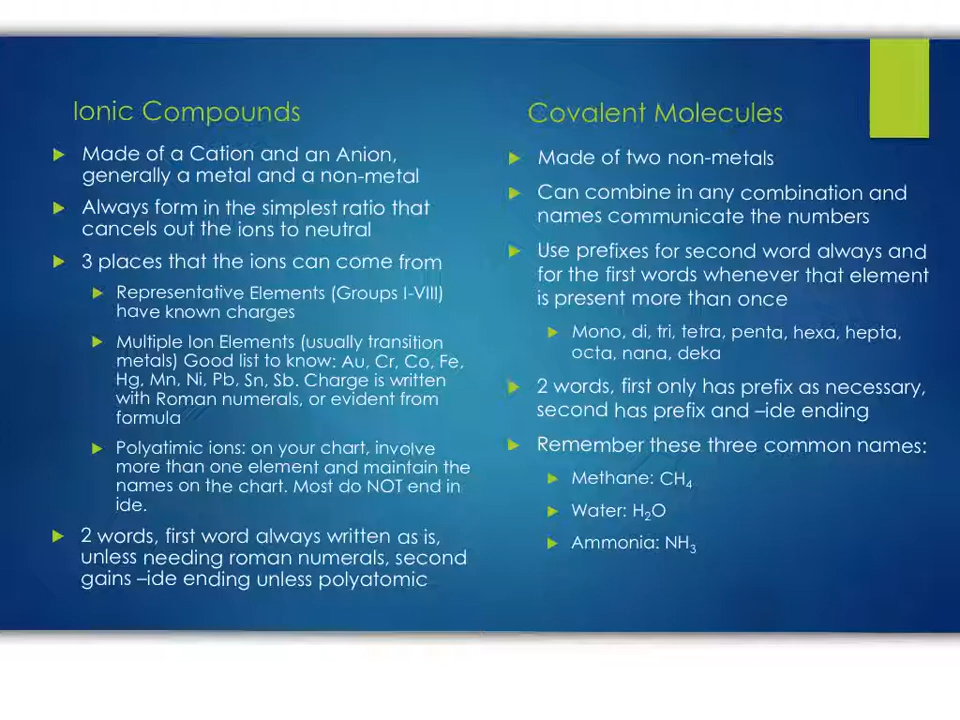 Ionic Compounds
Made of a Cation and an Anion,
generally a metal and a non-metal
Always form in the simplest ratio that
cancels out the ions to neutral
3 places that the ions can come from
Representative Elements (Groups I-VIII)
have known charges
Multiple Ion Elements (usually transition
metals) Good list to know: Au, Cr, Co, Fe,
Hg, Mn, Ni, Pb, Sn, Sb. Charge is written
with Roman numerals, or evident from
formula
Polyatimic ions: on your chart, involve
more than one element and maintain the
names on the chart. Most do NOT end in
ide.
2 words, first word always written as is,
unless needing roman numerals, second
gains –ide ending unless polyatomic
Covalent Molecules
Made of two non-metals
Can combine in any combination and
names communicate the numbers
Use prefixes for second word always and
for the first words whenever that element
is present more than once
Mono, di, tri, tetra, penta, hexa, hepta,
octa, nana, deka
2 words, first only has prefix as necessary,
second has prefix and –ide ending
Remember these three common names:
Methane: CH₄
Water: H₂O
Ammonia: NH₃